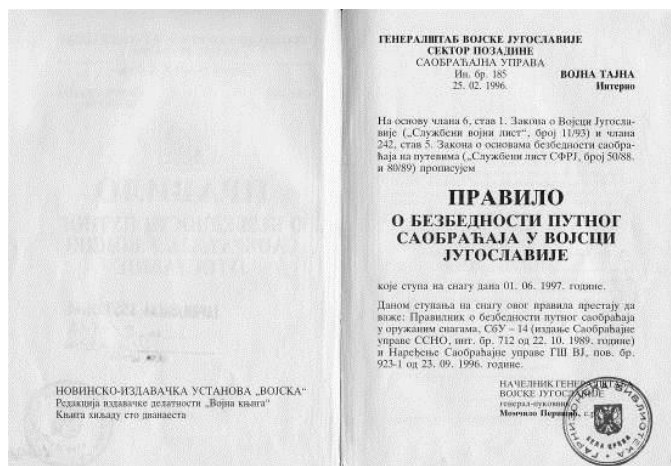 НОВИНСКО-ИЗДАВАЧКА УСТАНОВА „ВОЈСКА“
Редакција издавачке делатности „Војна књига“
Књига хиљаду сто дванаеста
ГЕНЕРАЛШТАБ ВОЈСКЕ ЈУГОСЛАВИЈЕ
СЕКТОР ПОЗАДИНЕ
САОБРАЋАЈНА УПРАВА
Ин. бр. 185 ВОЈНА ТАЈНА
25. 02. 1996. Интерно
На основу члана 6, став 1. Закона о Војсци Југосла-
вије („Службени војни лист“, број 11/93) и члана
242, став 5. Закона о основама безбедности саобра-
ћаја на путевима („Службени лист СФРЈ, број 50/88.
и 80/89) прописујем
ПРАВИЛО
О БЕЗБЕДНОСТИ ПУТНОГ
САОБРАЋАЈА У ВОЈСЦИ
ЈУГОСЛАВИЈЕ
које ступа на снагу дана 01. 06. 1997. године.
Даном ступања на снагу овог правила престају да
важе: Правилник о безбедности путног саобраћаја
у оружаним снагама, СбУ – 14 (издање Саобраћајне
управе ССНО, инт. бр. 712 од 22. 10. 1989. године)
и Наређење Саобраћајне управе ГШ ВЈ, пов. бр.
923-1 од 23. 09. 1996. године.
НАЧЕЛНИК ГЕНЕРАЛШТАБА
ВОЈСКЕ ЈУГОСЛАВИЈЕ
генерал-пуковник
Момчило Перишић, с.р.
ГАРНИЗОНА БИБЛИОТЕКА
БЕЛА ЦРКВА